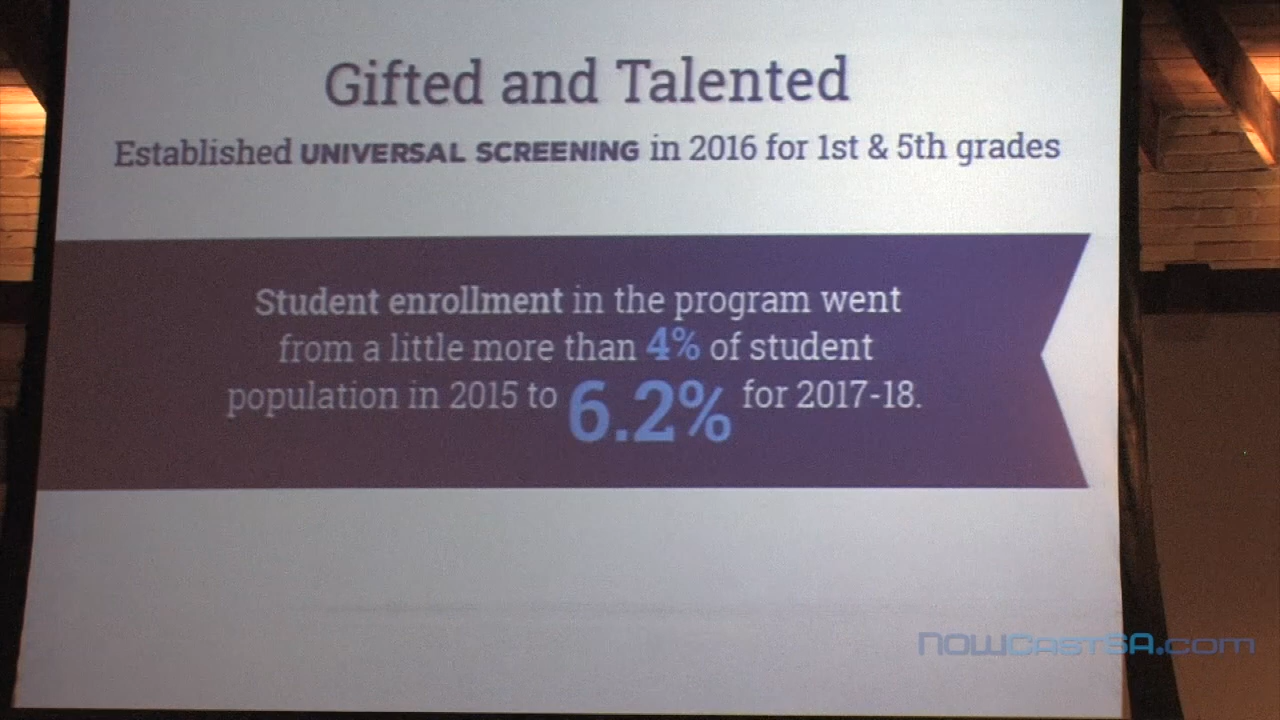 Gifted and Talented
Established UNIVERSAL SCREENING in 2016 for 1st & 5th grades
Student enrollment in the program went
from a little more than 4% of student
population in 2015 to 6.2% for 2017-18.
NOWCASTSA.com